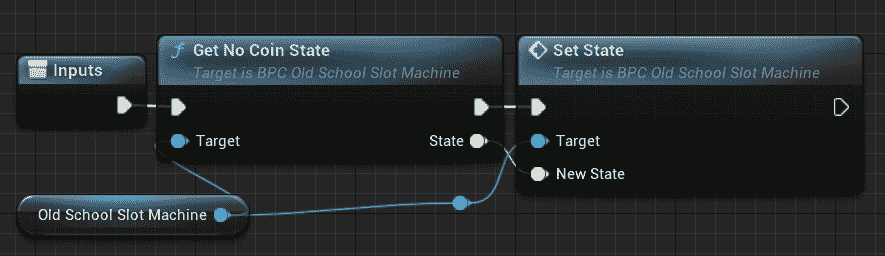 Inputs
Get No Coin State
Target is BPC Old School Slot Machine
Target
State
Set State
Target is BPC Old School Slot Machine
Target
New State
Old School Slot Machine